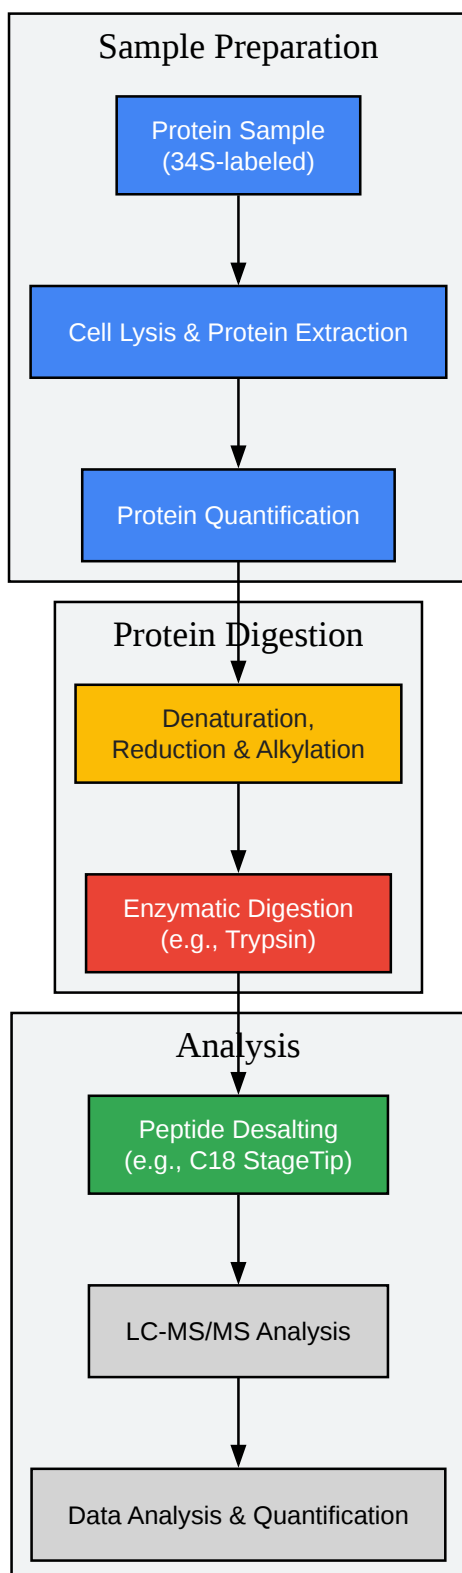 Sample Preparation
Protein Sample
(34S-labeled)
Cell Lysis & Protein Extraction
Protein Quantification
Protein Digestion
Denaturation,
Reduction & Alkylation
Enzymatic Digestion
(e.g., Trypsin)
Analysis
Peptide Desalting
(e.g., C18 StageTip)
LC-MS/MS Analysis
Data Analysis & Quantification